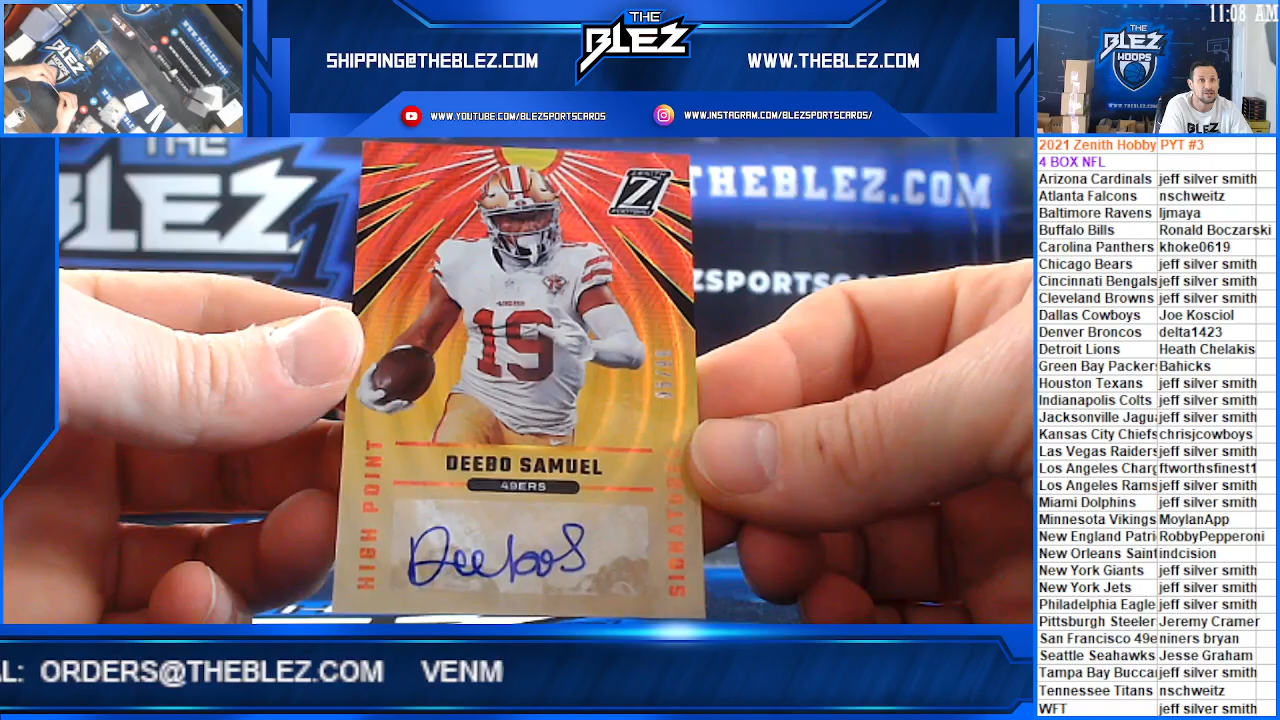 11:08 AM
THE
BLEZ
SHIPPING@THEBLEZ.COM
WWW.THEBLEZ.COM
WWW.YOUTUBE.COM/BLEZSPORTSCARDS
WWW.INSTAGRAM.COM/BLEZSPORTSCARDS/
THE
BLEZ
HOOPS
BLEZ
THE
BLEZ
THEBLEZ.COM
ZSPORTSCA
Z
ZENITH
FOOTBALL
49ERS
19
HIGH POINT
DEEBO SAMUEL
49ERS
SIGNATURES
DeeboS
AL: ORDERS@THEBLEZ.COM VENM
2021 Zenith Hobby PYT #3
4 BOX NFL
Arizona Cardinals jeff silver smith
Atlanta Falcons nschweitz
Baltimore Ravens ljmaya
Buffalo Bills Ronald Boczarski
Carolina Panthers khoke0619
Chicago Bears jeff silver smith
Cincinnati Bengals jeff silver smith
Cleveland Browns jeff silver smith
Dallas Cowboys Joe Kosciol
Denver Broncos delta1423
Detroit Lions Heath Chelakis
Green Bay Packer Bahicks
Houston Texans jeff silver smith
Indianapolis Colts jeff silver smith
Jacksonville Jagu jeff silver smith
Kansas City Chiefs chrisjcowboys
Las Vegas Raiders jeff silver smith
Los Angeles Charg ftworthsfinest1
Los Angeles Rams jeff silver smith
Miami Dolphins jeff silver smith
Minnesota Vikings MoylanApp
New England Patri RobbyPepperoni
New Orleans Saint indcision
New York Giants jeff silver smith
New York Jets jeff silver smith
Philadelphia Eagle jeff silver smith
Pittsburgh Steeler Jeremy Cramer
San Francisco 49e niners bryan
Seattle Seahawks Jesse Graham
Tampa Bay Bucca jeff silver smith
Tennessee Titans nschweitz
WFT jeff silver smith